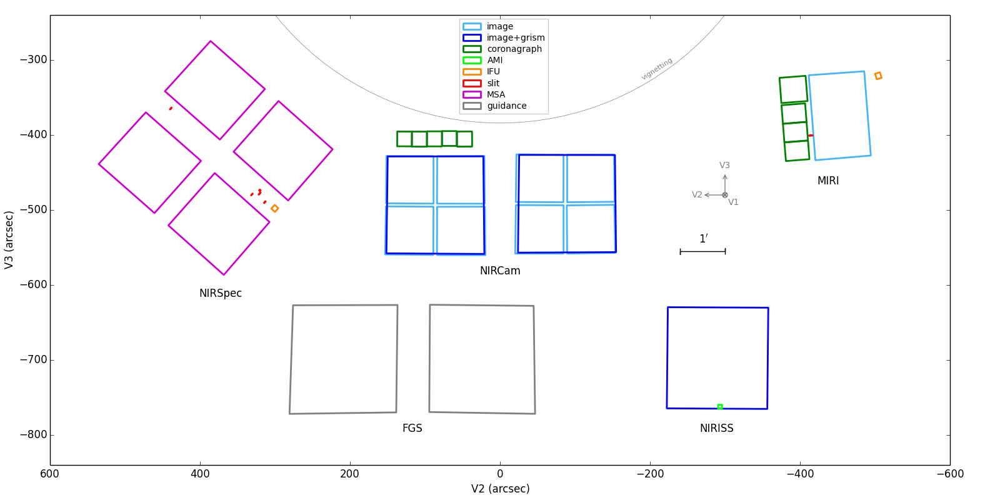 image
image+grism
coronagraph
AMI
IFU
slit
MSA
guidance
vignetting
−300
−400
−500
−600
−700
−800
V3 (arcsec)
MIRI
V3
V2
V1
1′
NIRCam
NIRSpec
FGS
NIRISS
600
400
200
0
−200
−400
−600
V2 (arcsec)